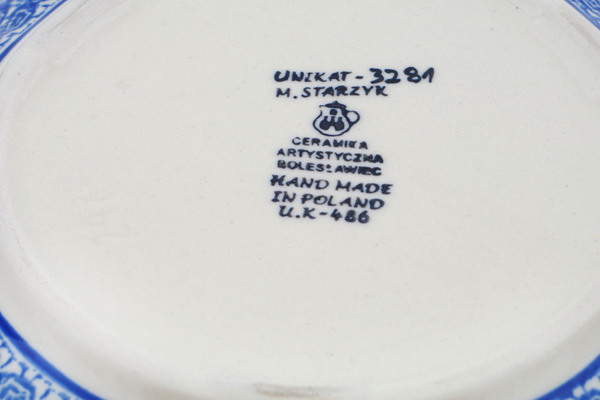 UNIKAT-3281
M. STARZYK
CERAMIKA
ARTYSTYCZNA
BOLESŁAWIEC
HAND MADE
IN POLAND
U.K-486